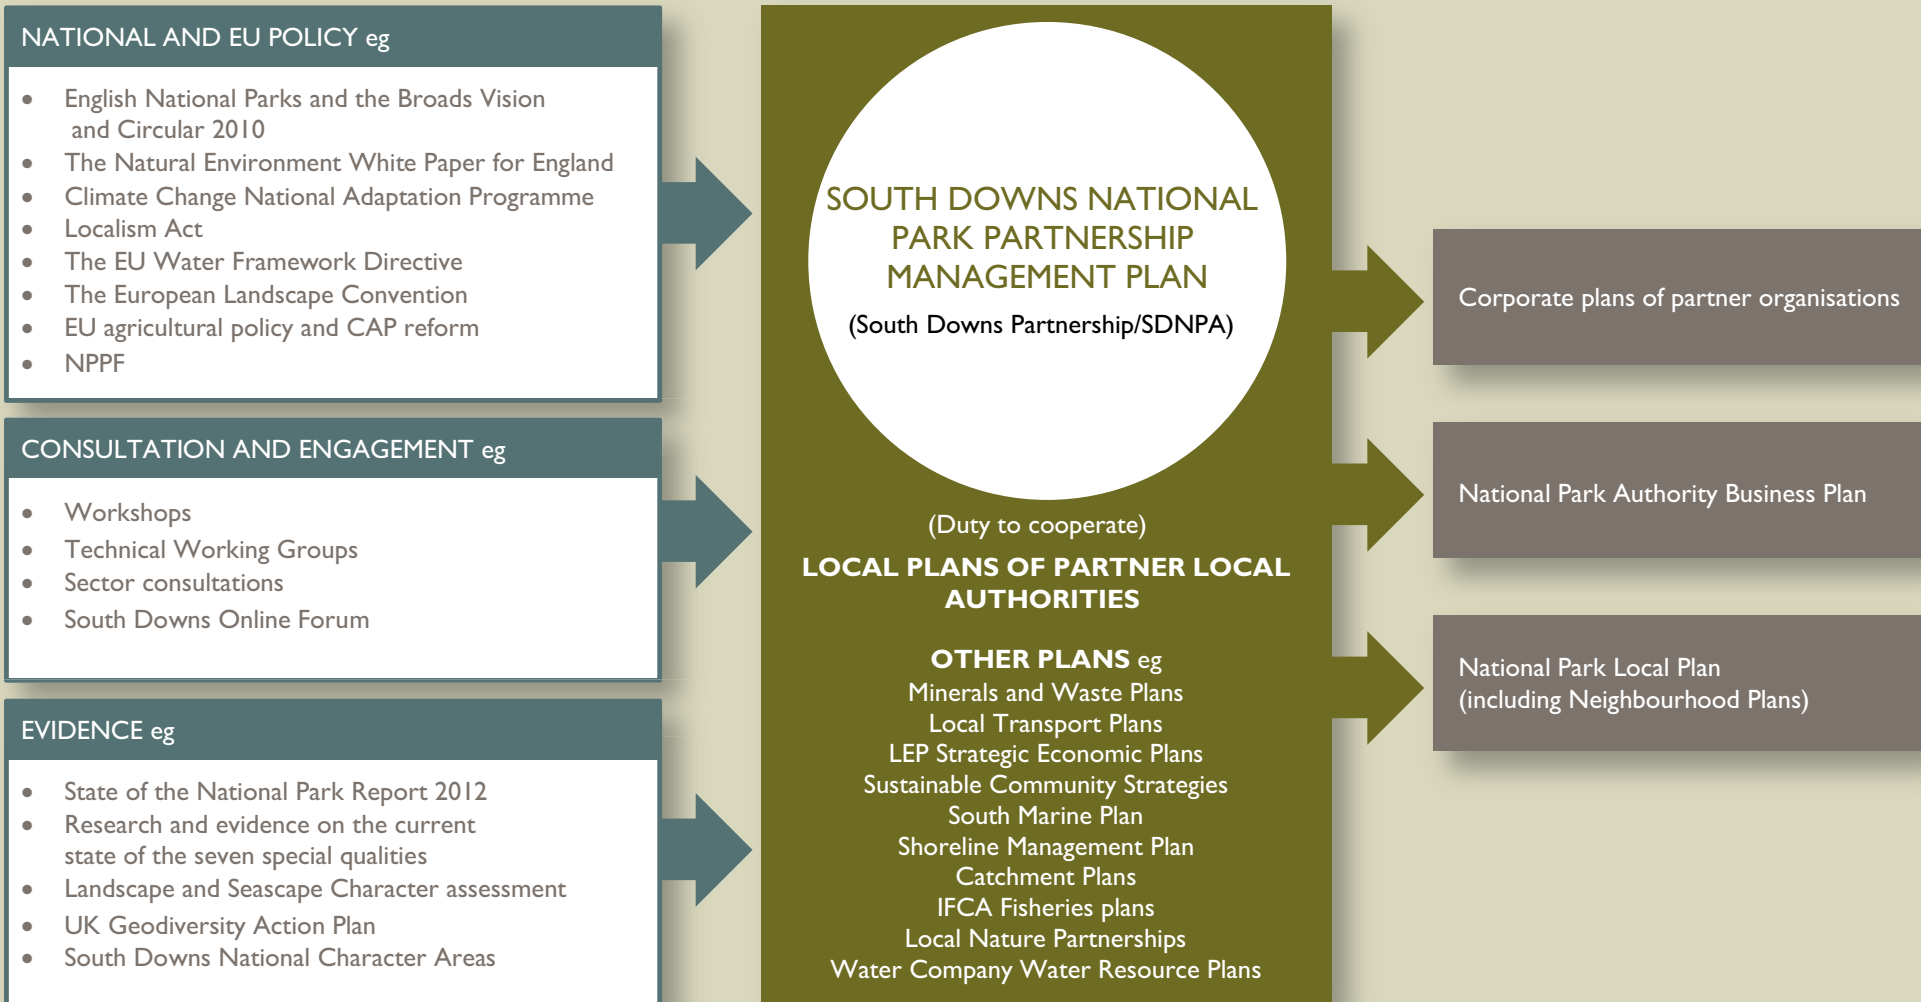 NATIONAL AND EU POLICY eg
• English National Parks and the Broads Vision
and Circular 2010
• The Natural Environment White Paper for England
• Climate Change National Adaptation Programme
• Localism Act
• The EU Water Framework Directive
• The European Landscape Convention
• EU agricultural policy and CAP reform
• NPPF
CONSULTATION AND ENGAGEMENT eg
• Workshops
• Technical Working Groups
• Sector consultations
• South Downs Online Forum
EVIDENCE eg
• State of the National Park Report 2012
• Research and evidence on the current
state of the seven special qualities
• Landscape and Seascape Character assessment
• UK Geodiversity Action Plan
• South Downs National Character Areas
SOUTH DOWNS NATIONAL
PARK PARTNERSHIP
MANAGEMENT PLAN
(South Downs Partnership/SDNPA)
(Duty to cooperate)
LOCAL PLANS OF PARTNER LOCAL
AUTHORITIES
OTHER PLANS eg
Minerals and Waste Plans
Local Transport Plans
LEP Strategic Economic Plans
Sustainable Community Strategies
South Marine Plan
Shoreline Management Plan
Catchment Plans
IFCA Fisheries plans
Local Nature Partnerships
Water Company Water Resource Plans
Corporate plans of partner organisations
National Park Authority Business Plan
National Park Local Plan
(including Neighbourhood Plans)